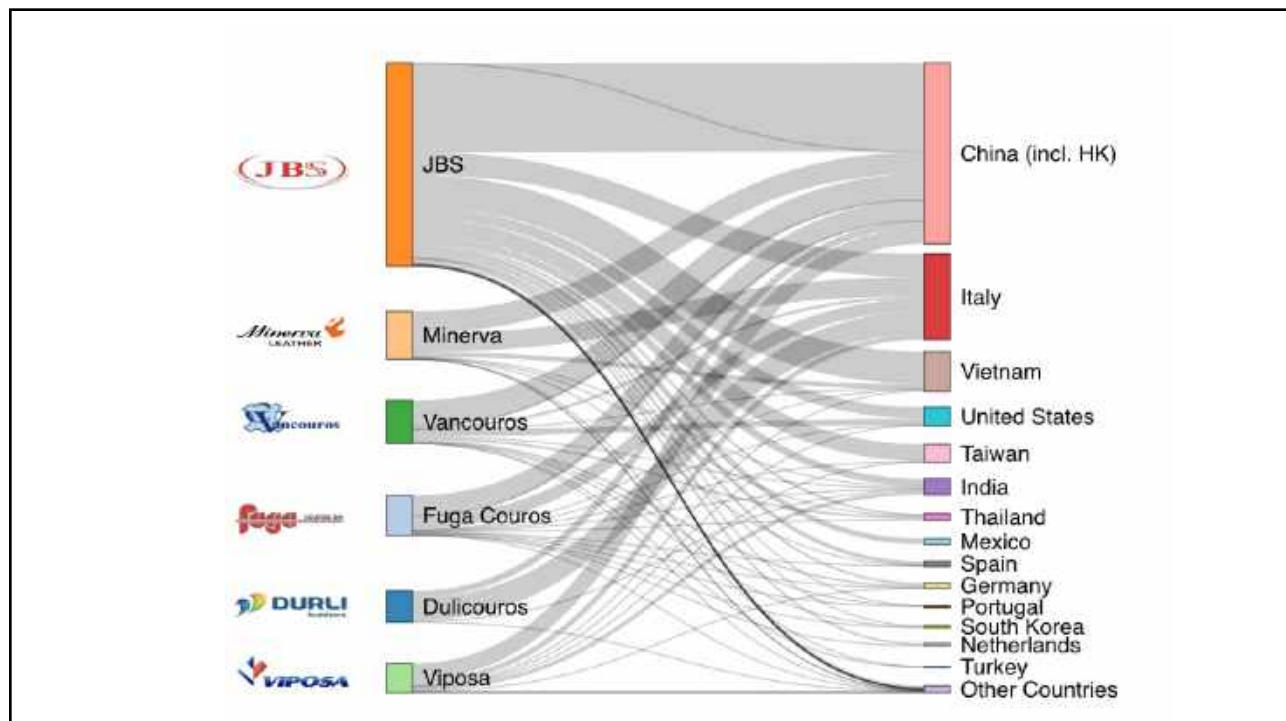 JBS
JBS
China (incl. HK)
Italy
Minerva
LEATHER
Minerva
Vietnam
Vancouros
Vancouros
United States
Taiwan
India
fuga
Fuga Couros
Thailand
Mexico
Spain
Germany
DURLI
Dulicouros
Portugal
South Korea
Netherlands
VIPOSA
Viposa
Turkey
Other Countries